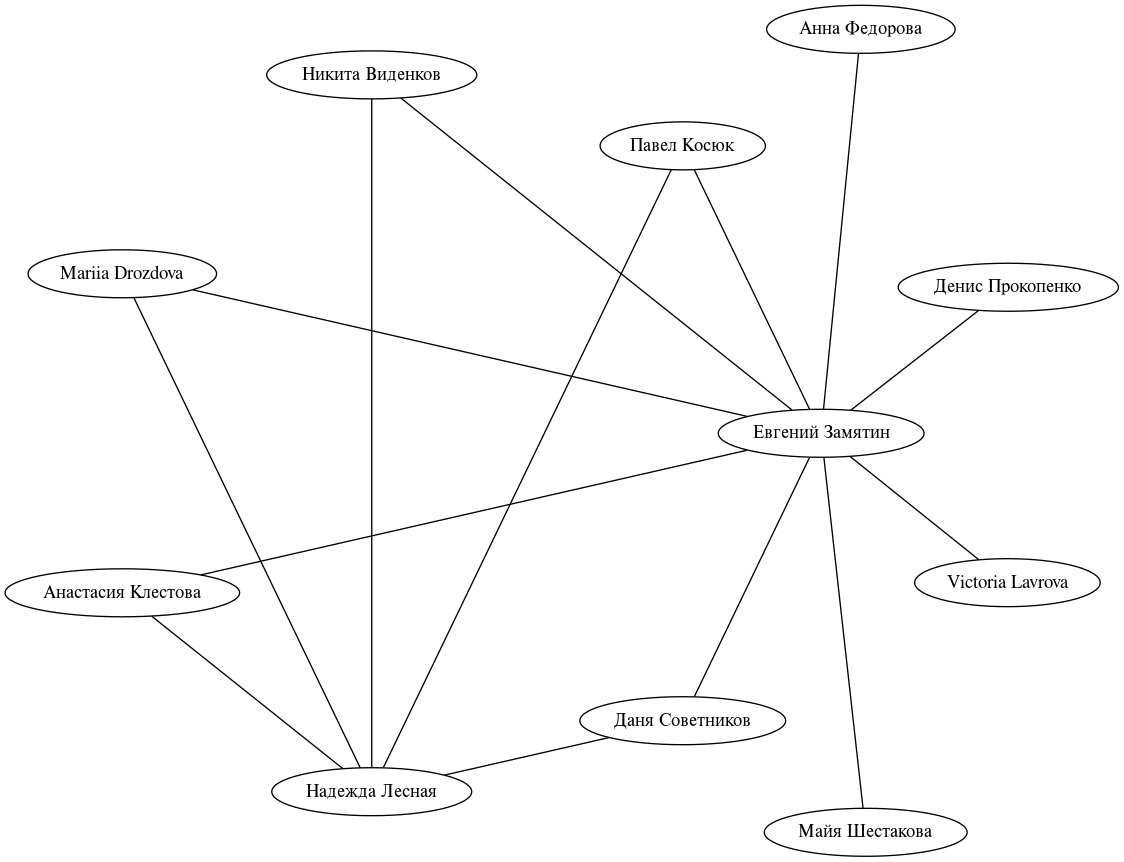 Анна Федорова
Никита Виденков
Павел Косюк
Mariia Drozdova
Денис Прокопенко
Евгений Замятин
Victoria Lavrova
Анастасия Клестова
Даня Советников
Надежда Лесная
Майя Шестакова